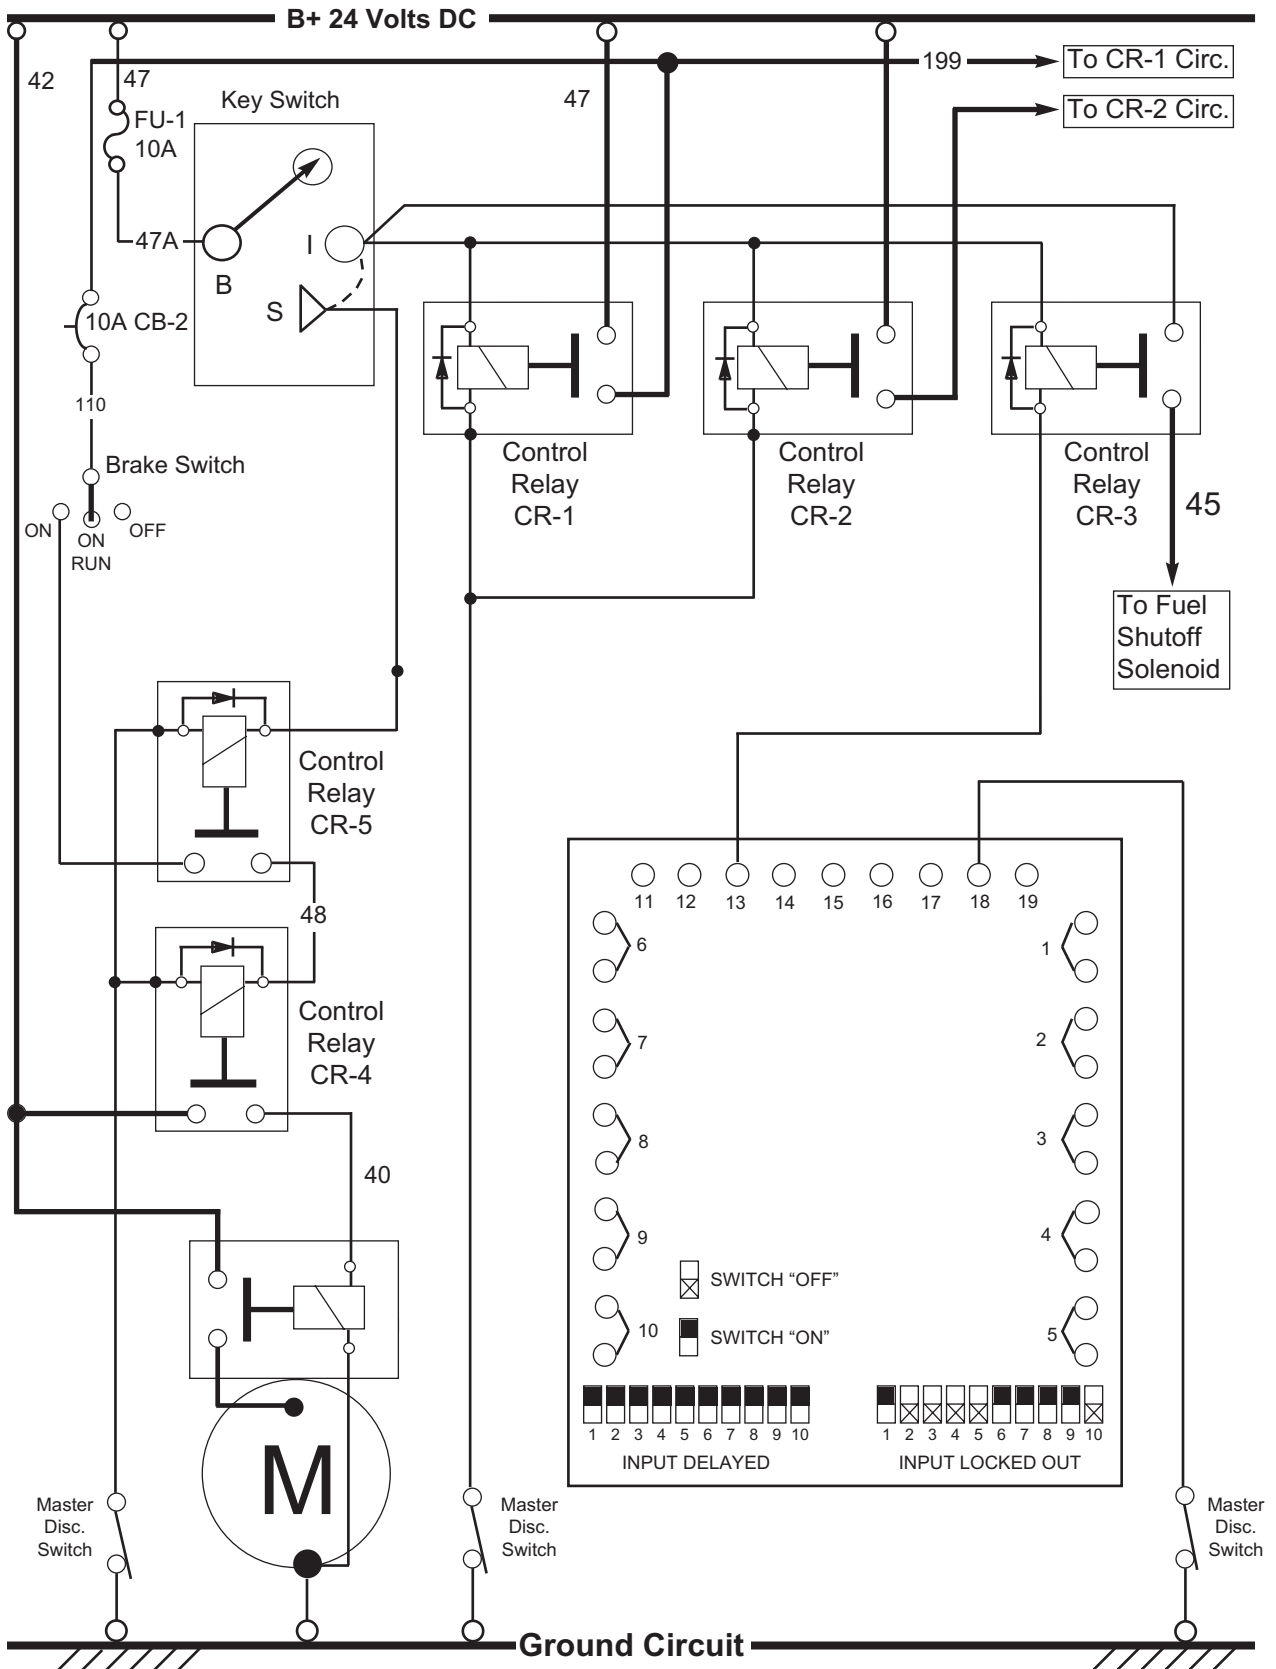 B+ 24 Volts DC
42
47
47
199
To CR-1 Circ.
To CR-2 Circ.
Key Switch
FU-1
10A
47A
B
I
S
10A CB-2
110
Brake Switch
ON
ON
RUN
OFF
Control
Relay
CR-1
Control
Relay
CR-2
Control
Relay
CR-3
45
To Fuel
Shutoff
Solenoid
Control
Relay
CR-5
48
Control
Relay
CR-4
40
M
11 12 13 14 15 16 17 18 19
6
1
7
2
8
3
9
4
10
5
SWITCH “OFF”
SWITCH “ON”
1 2 3 4 5 6 7 8 9 10
INPUT DELAYED
1 2 3 4 5 6 7 8 9 10
INPUT LOCKED OUT
Master
Disc.
Switch
Master
Disc.
Switch
Master
Disc.
Switch
Ground Circuit